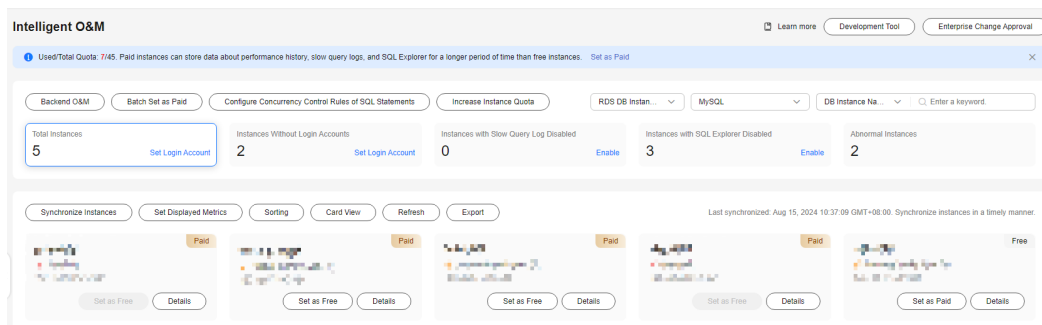 Intelligent O&M
Learn more
Development Tool
Enterprise Change Approval
Used/Total Quota: 7/45. Paid instances can store data about performance history, slow query logs, and SQL Explorer for a longer period of time than free instances. Set as Paid
Backend O&M
Batch Set as Paid
Configure Concurrency Control Rules of SQL Statements
Increase Instance Quota
RDS DB Instan...
MySQL
DB Instance Na...
Enter a keyword.
Total Instances
5
Set Login Account
Instances Without Login Accounts
2
Set Login Account
Instances with Slow Query Log Disabled
0
Enable
Instances with SQL Explorer Disabled
3
Enable
Abnormal Instances
2
Synchronize Instances
Set Displayed Metrics
Sorting
Card View
Refresh
Export
Last synchronized: Aug 15, 2024 10:37:09 GMT+08:00. Synchronize instances in a timely manner.
Paid
Set as Free
Details
Paid
Set as Free
Details
Paid
Set as Free
Details
Paid
Set as Free
Details
Free
Set as Paid
Details